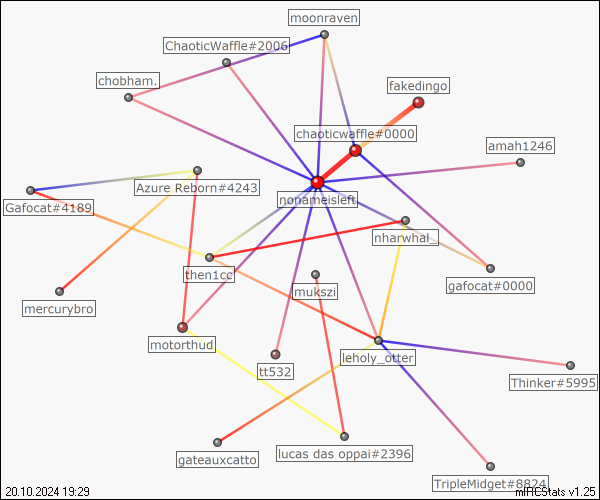 moonraven
ChaoticWaffle#2006
chobham.
fakedingo
chaoticwaffle#0000
amah1246
Azure Reborn#4243
nonameisleft
Gafocat#4189
nharwhal_
then1cc
gafocat#0000
mukszi
mercurybro
motorthud
leholy_otter
tt532
Thinker#5995
gateauxcatto
lucas das oppai#2396
TripleMidget#8824
20.10.2024 19:29
mIRCStats v1.25